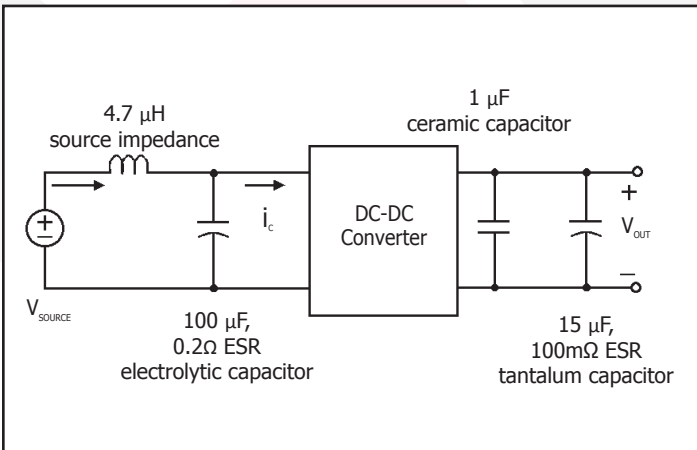 4.7 µH
source impedance
1 µF
ceramic capacitor
+
−
i c
DC-DC
Converter
+
V OUT
−
V SOURCE
100 µF,
0.2Ω ESR
electrolytic capacitor
15 µF,
100mΩ ESR
tantalum capacitor